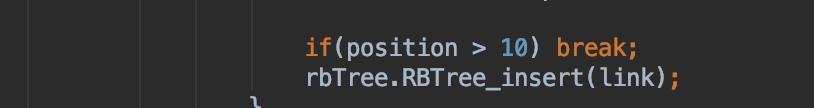 if(position > 10) break;
rbTree.RBTree_insert(link);
}